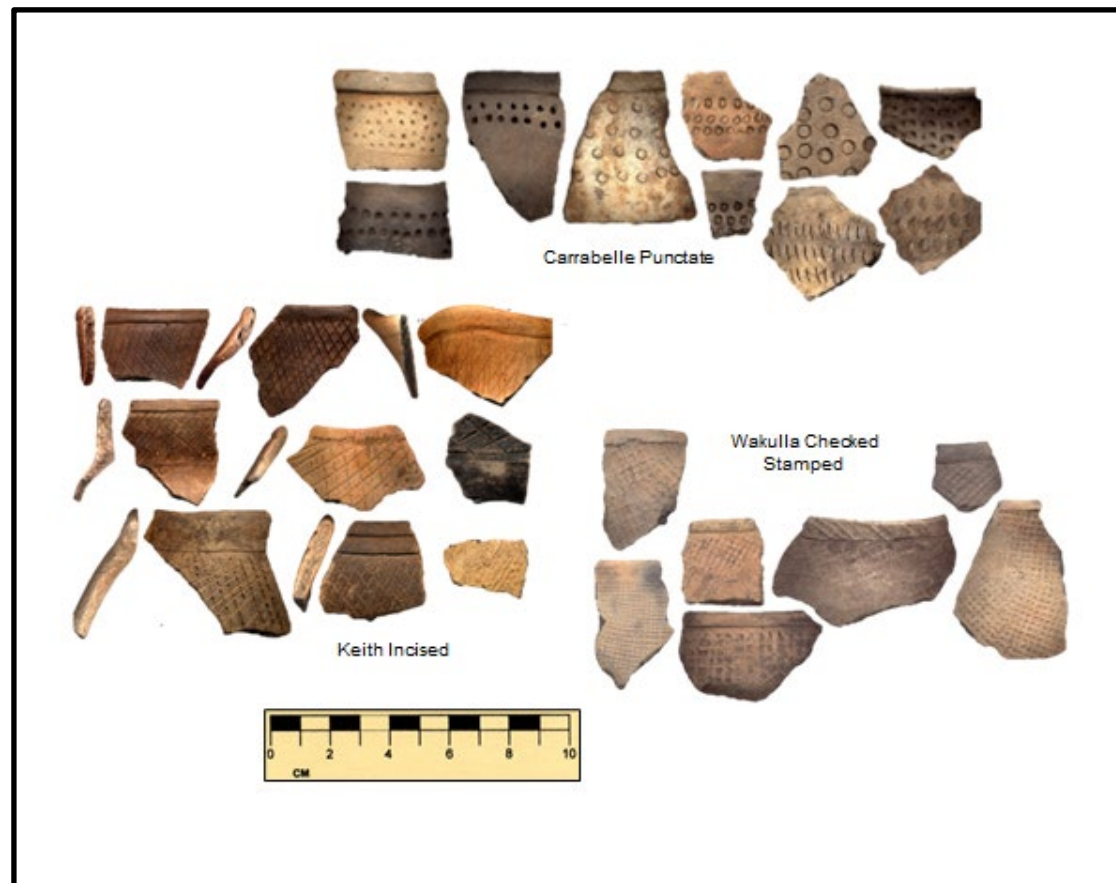 Carrabelle Punctate
Wakulla Checked
Stamped
Keith Incised
0 2 4 6 8 10
CM